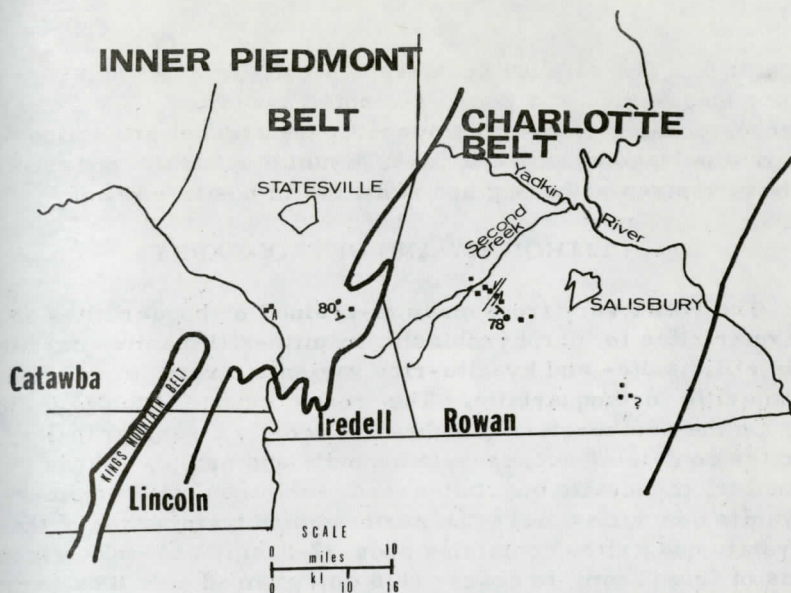 INNER PIEDMONT
BELT
CHARLOTTE
BELT
STATESVILLE
Yadkin
River
Second
Creek
SALISBURY
80
78
?
Catawba
KINGS MOUNTAIN BELT
Iredell
Rowan
Lincoln
SCALE
0 10
miles
kl
0 10 16